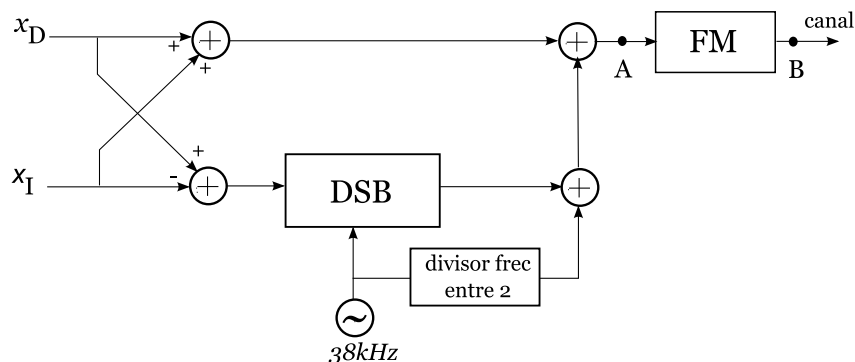 x_D
+
+
+
+
A
FM
B
canal
x_I
+
-
+
DSB
+
divisor frec
entre 2
~
38kHz